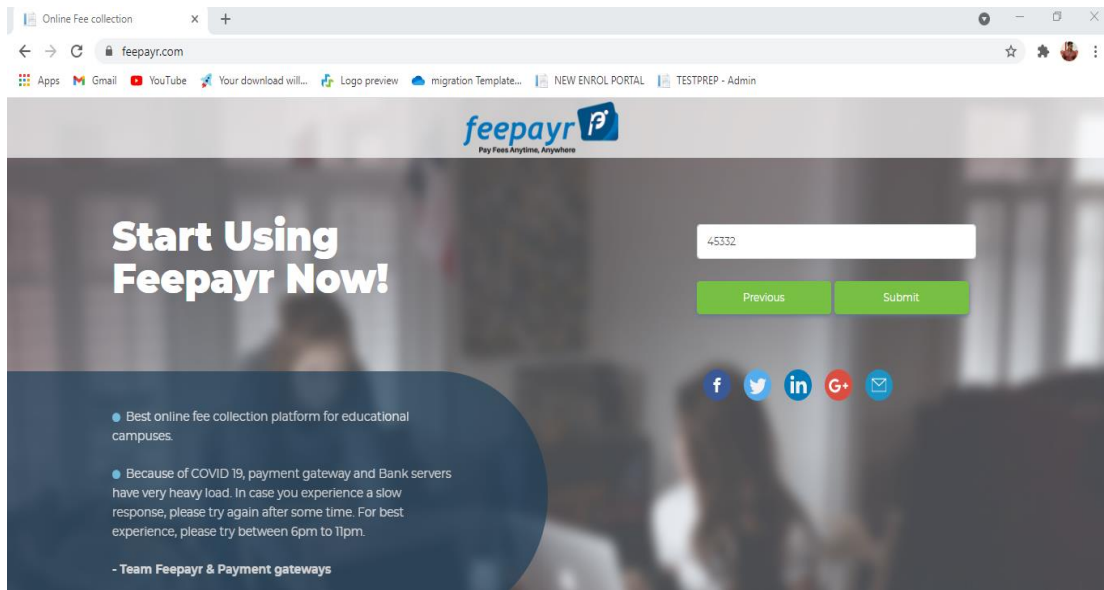 Online Fee collection
feepayr.com
Apps Gmail YouTube Your download will... Logo preview migration Template... NEW ENROL PORTAL TESTPREP - Admin
feepayr
Pay Fees Anytime, Anywhere
Start Using
Feepayr Now!
45332
Previous Submit
f in G+
● Best online fee collection platform for educational
campuses.
● Because of COVID 19, payment gateway and Bank servers
have very heavy load. In case you experience a slow
response, please try again after some time. For best
experience, please try between 6pm to 11pm.
- Team Feepayr & Payment gateways